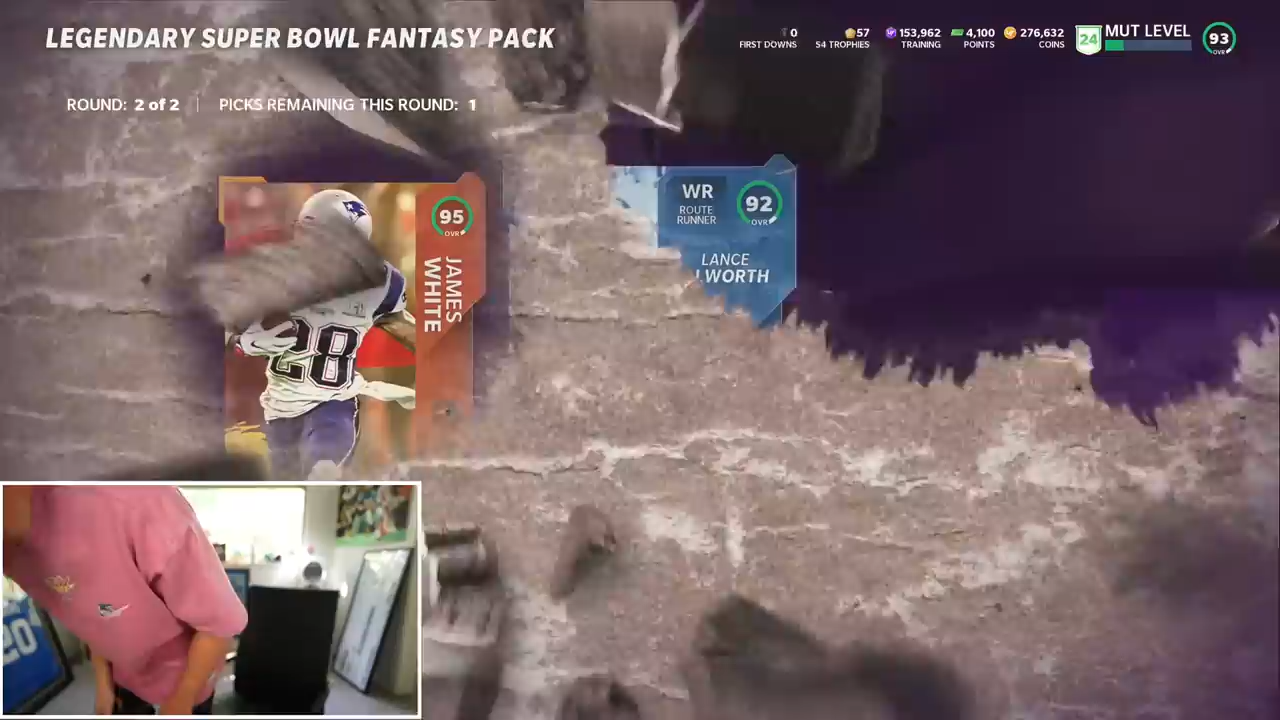 LEGENDARY SUPER BOWL FANTASY PACK
0
FIRST DOWNS
57
54 TROPHIES
153,962
TRAINING
4,100
POINTS
276,632
COINS
24
MUT LEVEL
93
OVR
ROUND: 2 of 2
PICKS REMAINING THIS ROUND: 1
95
OVR
JAMES
WHITE
28
WR
ROUTE
RUNNER
92
OVR
LANCE
LWORTH
20